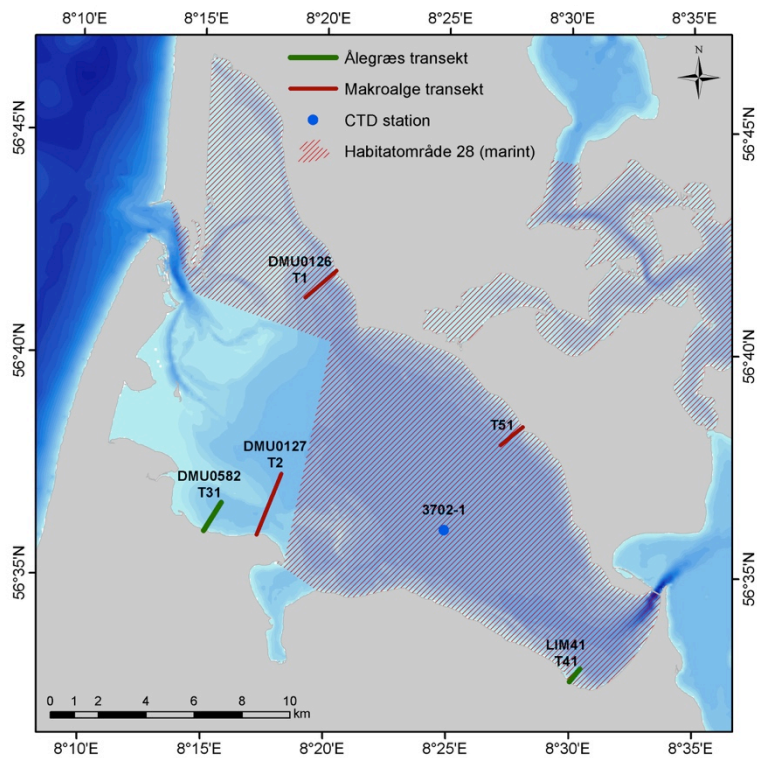 8°10'E 8°15'E 8°20'E 8°25'E 8°30'E 8°35'E
N
Ålegræs transekt
Makroalge transekt
CTD station
Habitatområde 28 (marint)
56°45'N
56°45'N
DMU0126
T1
56°40'N
56°40'N
T51
DMU0127
T2
DMU0582
T31
3702-1
56°35'N
56°35'N
LIM41
T41
0 1 2 4 6 8 10
km
8°10'E 8°15'E 8°20'E 8°25'E 8°30'E 8°35'E